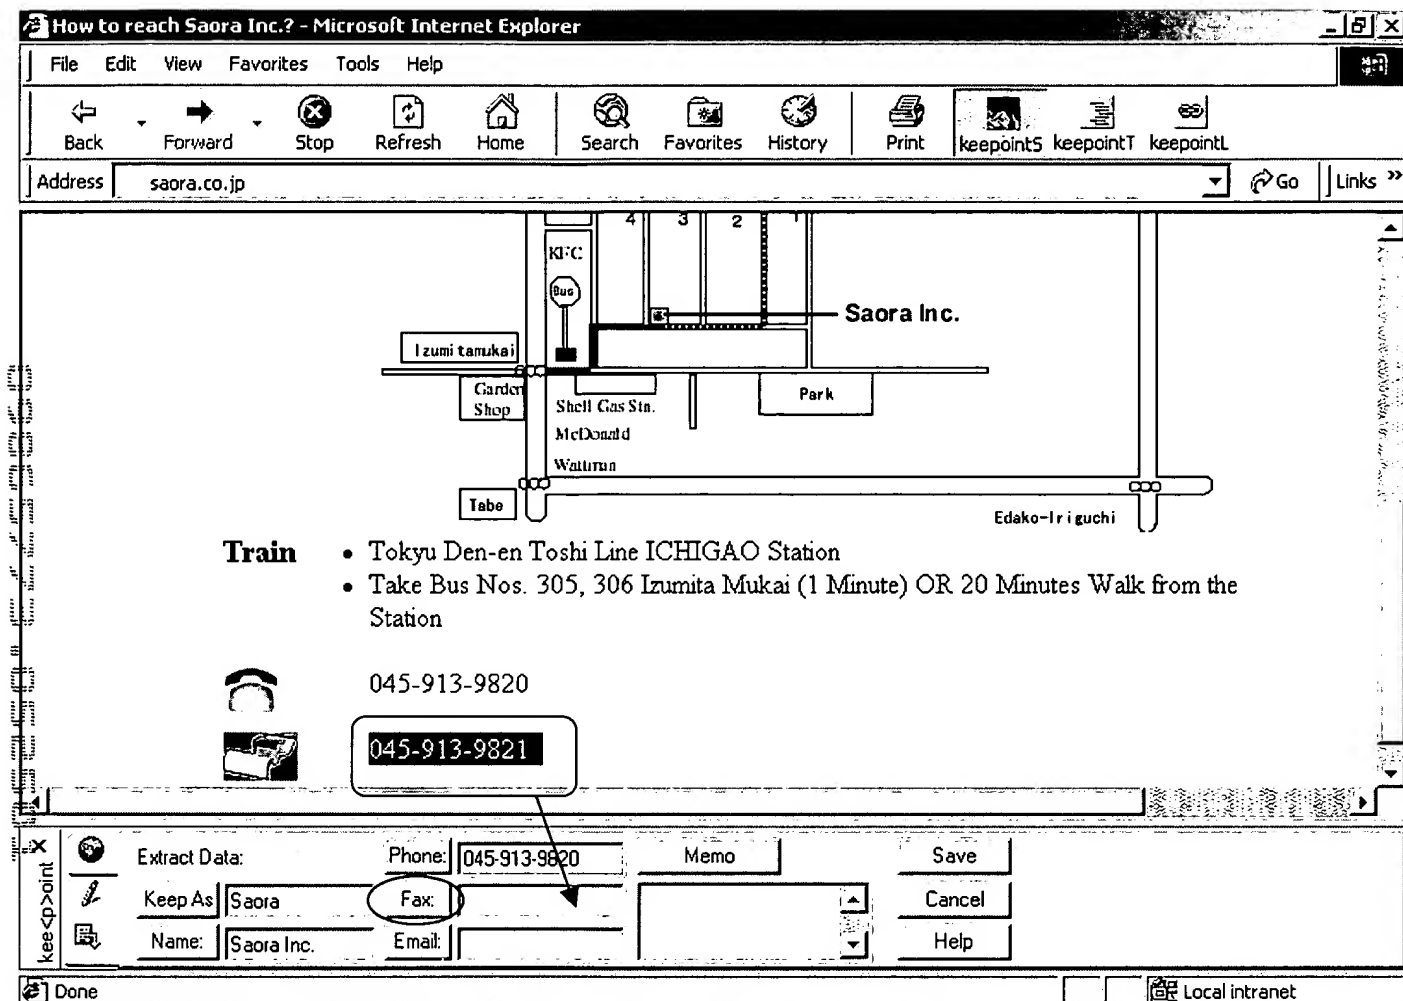 How to reach Saora Inc.? - Microsoft Internet Explorer
File Edit View Favorites Tools Help
Back Forward Stop Refresh Home Search Favorites History Print keepointS keepointT keepointL
Address saora.co.jp Go Links »
4 3 2 1
KFC
Bus
Saora Inc.
Izumi tamukai
Garden
Shop
Shell Gas Stn.
Park
McDonald
Tabe
Edako-Iriguchi
Train • Tokyu Den-en Toshi Line ICHIGAO Station
• Take Bus Nos. 305, 306 Izumita Mukai (1 Minute) OR 20 Minutes Walk from the
Station
045-913-9820
045-913-9821
kee<p>oint
Extract Data: Phone: 045-913-9820 Memo Save
Keep As Saora Fax: Cancel
Name: Saora Inc. Email: Help
Done Local intranet